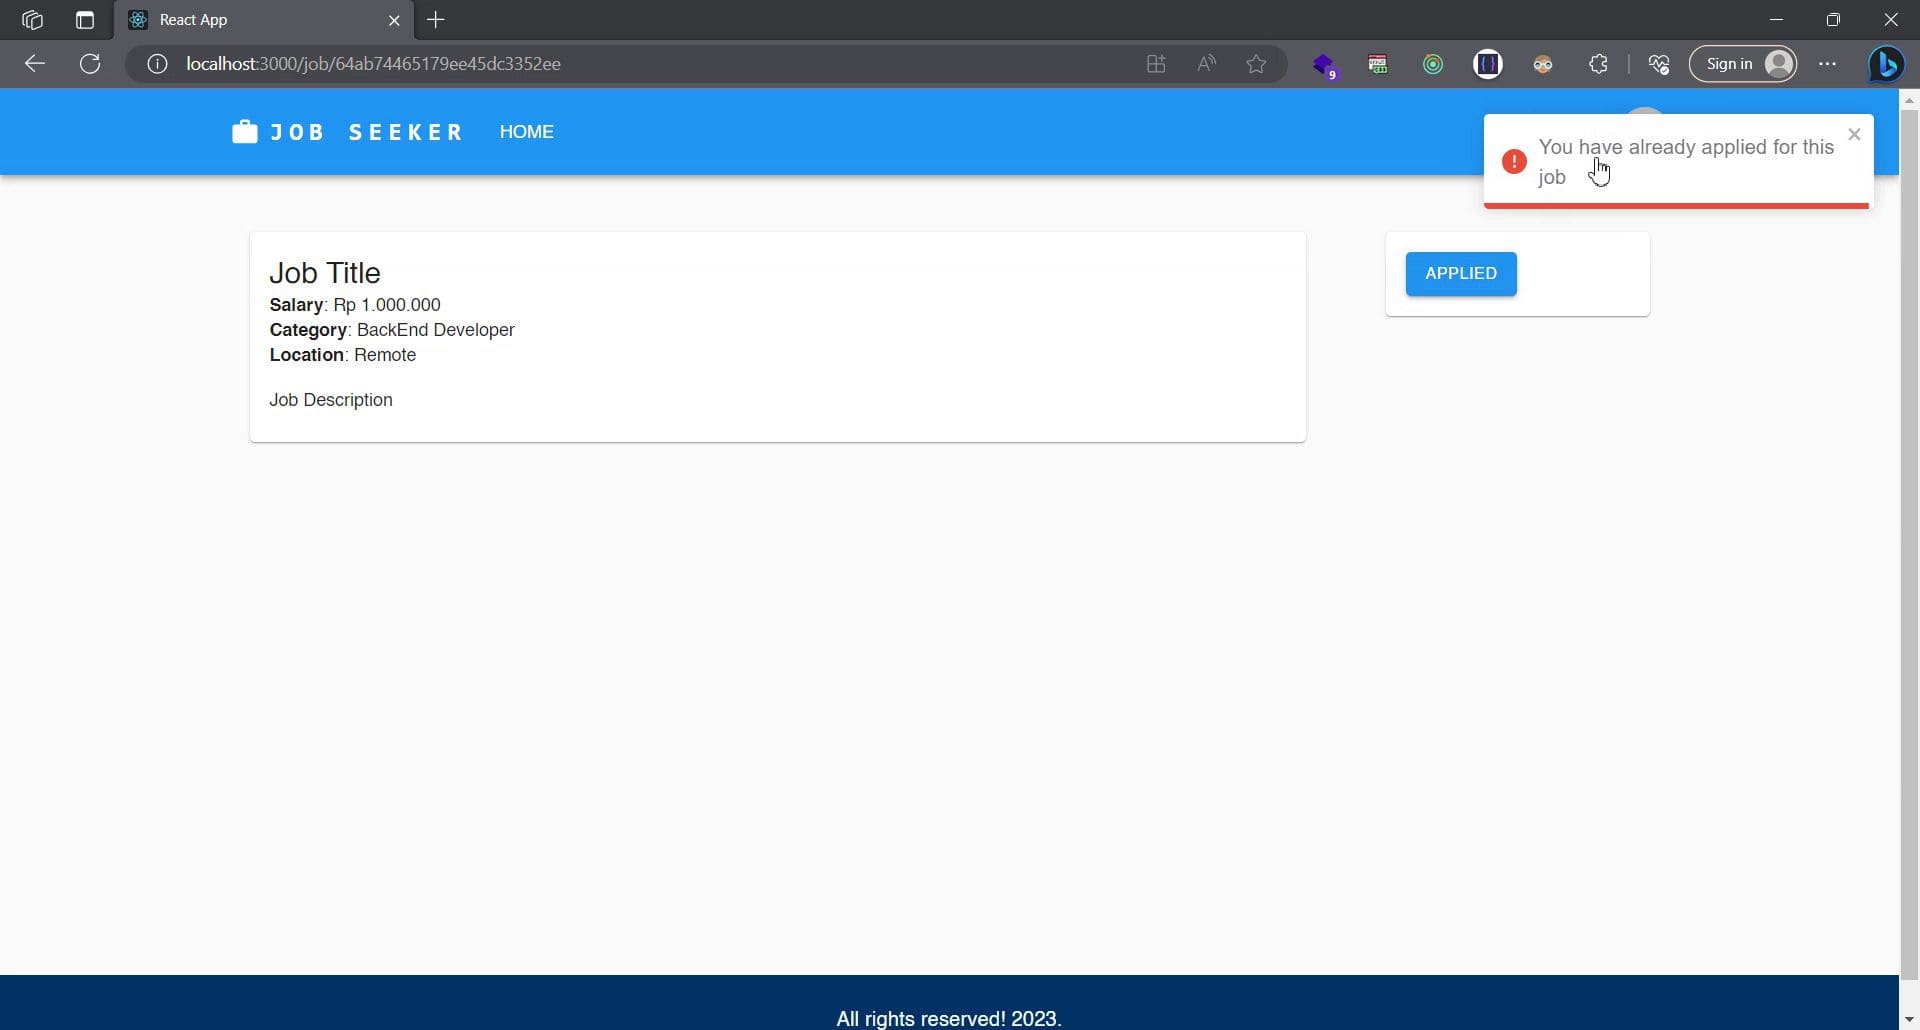 React App
localhost:3000/job/64ab74465179ee45dc3352ee
9
Sign in
JOB SEEKER
HOME
You have already applied for this
job
Job Title
Salary: Rp 1.000.000
Category: BackEnd Developer
Location: Remote
Job Description
APPLIED
All rights reserved! 2023.